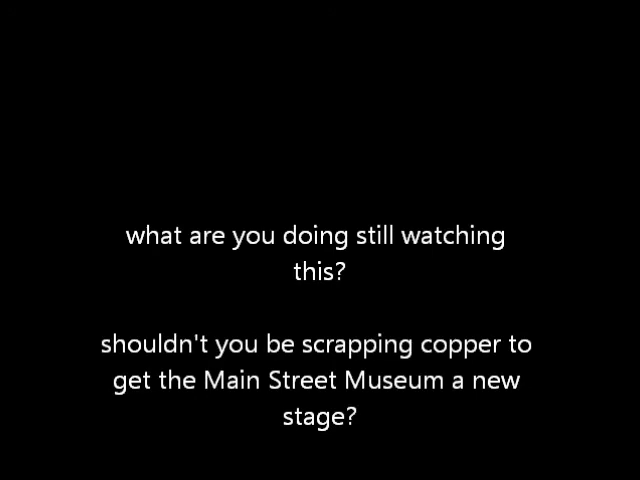 what are you doing still watching
this?
shouldn't you be scrapping copper to
get the Main Street Museum a new
stage?